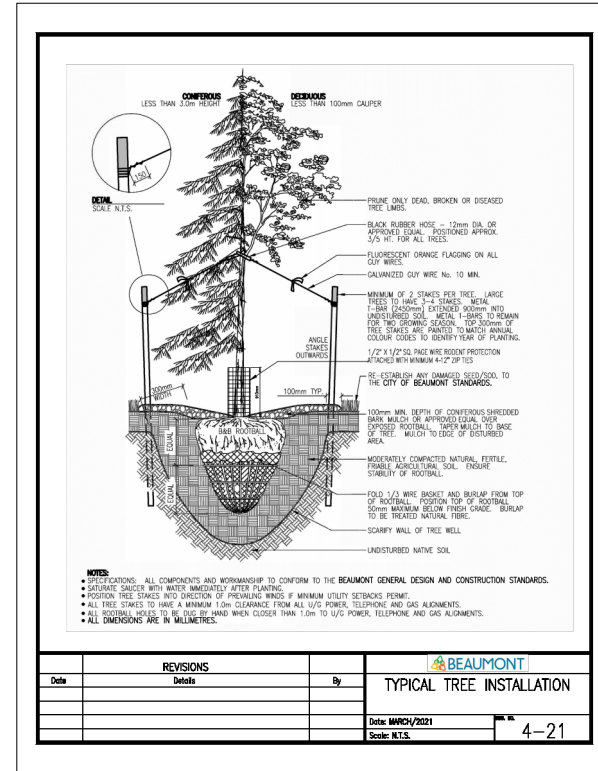 CONIFEROUS
LESS THAN 3.0m HEIGHT
DECIDUOUS
LESS THAN 100mm CALIPER
150
DETAIL
SCALE N.T.S.
PRUNE ONLY DEAD, BROKEN OR DISEASED
TREE LIMBS.
BLACK RUBBER HOSE - 12mm DIA. OR
APPROVED EQUAL. POSITIONED APPROX.
3/5 HT. FOR ALL TREES.
FLUORESCENT ORANGE FLAGGING ON ALL
GUY WIRES.
GALVANIZED GUY WIRE No. 10 MIN.
MINIMUM OF 2 STAKES PER TREE. LARGE
TREES TO HAVE 3-4 STAKES. METAL
T-BAR (2450mm) EXTENDED 900mm INTO
UNDISTURBED SOIL. METAL T-BARS TO REMAIN
FOR TWO GROWING SEASON. TOP 300mm OF
TREE STAKES ARE PAINTED TO MATCH ANNUAL
COLOUR CODES TO IDENTIFY YEAR OF PLANTING.
ANGLE
STAKES
OUTWARDS
1/2" X 1/2" SQ. PAGE WIRE RODENT PROTECTION
ATTACHED WITH MINIMUM 4-12" ZIP TIES
RE-ESTABLISH ANY DAMAGED SEED/SOD, TO
THE CITY OF BEAUMONT STANDARDS.
300mm
WIDTH
100mm TYP.
100mm MIN. DEPTH OF CONIFEROUS SHREDDED
BARK MULCH OR APPROVED EQUAL OVER
EXPOSED ROOTBALL, TAPER MULCH TO BASE
OF TREE. MULCH TO EDGE OF DISTURBED
AREA.
B&B ROOTBALL
EQUAL
EQUAL
MODERATELY COMPACTED NATURAL, FERTILE,
FRIABLE AGRICULTURAL SOIL. ENSURE
STABILITY OF ROOTBALL.
FOLD 1/3 WIRE BASKET AND BURLAP FROM TOP
OF ROOTBALL. POSITION TOP OF ROOTBALL
50mm MAXIMUM BELOW FINISH GRADE. BURLAP
TO BE TREATED NATURAL FIBRE.
SCARIFY WALL OF TREE WELL
UNDISTURBED NATIVE SOIL
NOTES:
• SPECIFICATIONS: ALL COMPONENTS AND WORKMANSHIP TO CONFORM TO THE BEAUMONT GENERAL DESIGN AND CONSTRUCTION STANDARDS.
• SATURATE SAUCER WITH WATER IMMEDIATELY AFTER PLANTING.
• POSITION TREE STAKES INTO DIRECTION OF PREVAILING WINDS IF MINIMUM UTILITY SETBACKS PERMIT.
• ALL TREE STAKES TO HAVE A MINIMUM 1.0m CLEARANCE FROM ALL U/G POWER, TELEPHONE AND GAS ALIGNMENTS.
• ALL ROOTBALL HOLES TO BE DUG BY HAND WHEN CLOSER THAN 1.0m TO U/G POWER, TELEPHONE AND GAS ALIGNMENTS.
• ALL DIMENSIONS ARE IN MILLIMETRES.
REVISIONS
Date Details By
BEAUMONT
TYPICAL TREE INSTALLATION
Date: MARCH/2021
Scale: N.T.S.
4-21